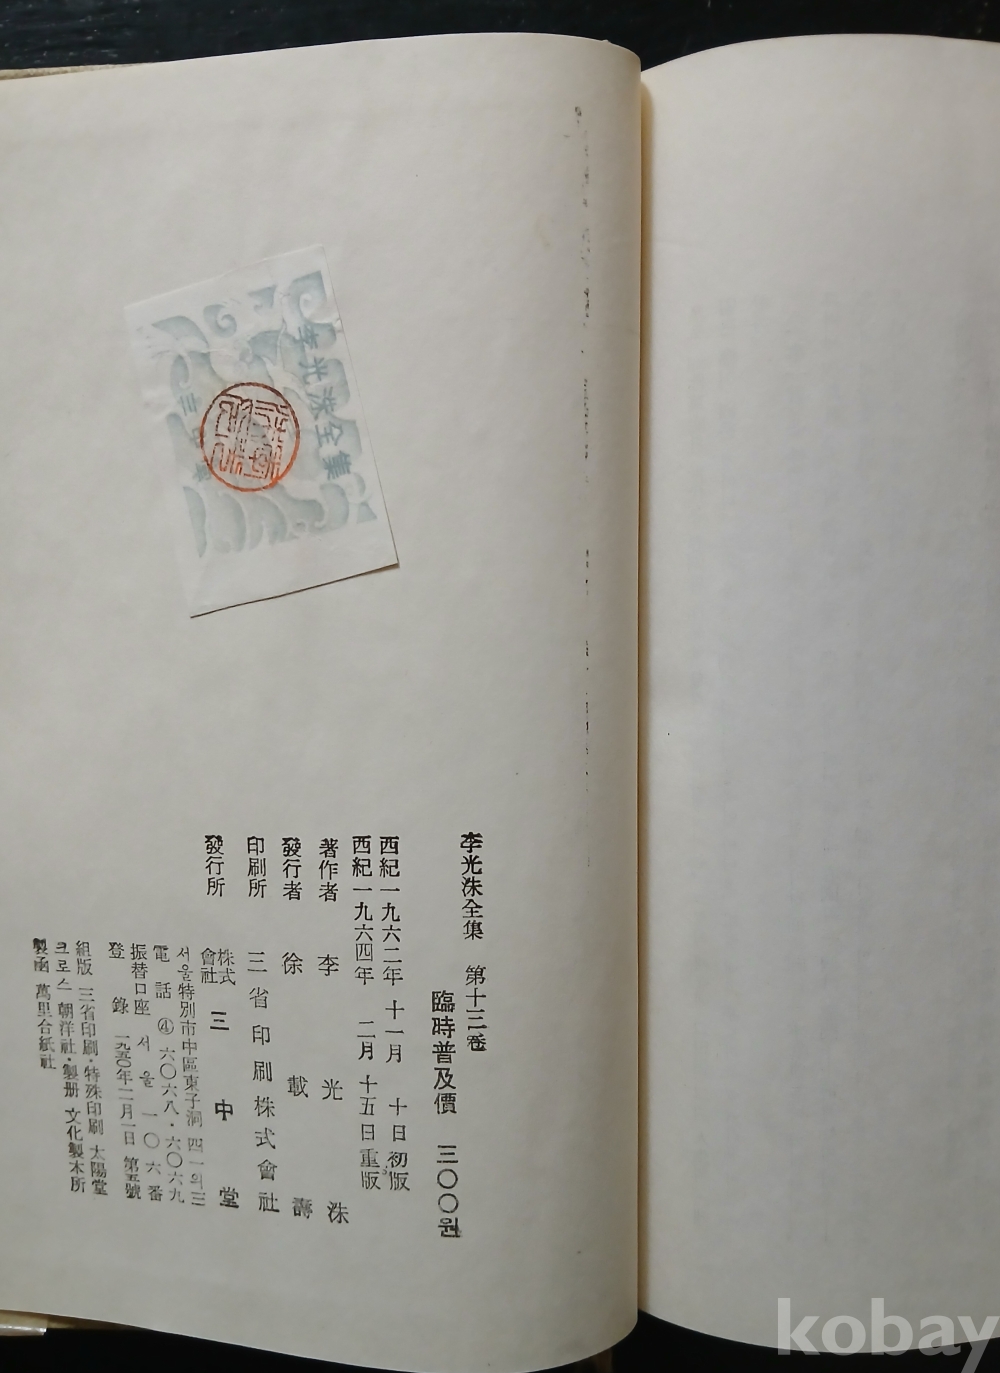 李光洙全集
李光洙全集 第十三卷
臨時普及價 三〇〇원
西紀一九六二年 十一月 十日 初版
西紀一九六四年 二月 十五日 重版
著作者 李光洙
發行者 徐載壽
印刷所 三省印刷株式會社
發行所 株式會社 三中堂
서울特別市中區東子洞 四一의三
電話 ④ 六〇六八·六〇六九
振替口座 서울 一〇六番
登錄 一九五〇年二月一日 第五號
組版 三省印刷·特殊印刷 太陽堂
크로스 朝洋社·製册 文化製本所
製函 萬里合紙社
kobay